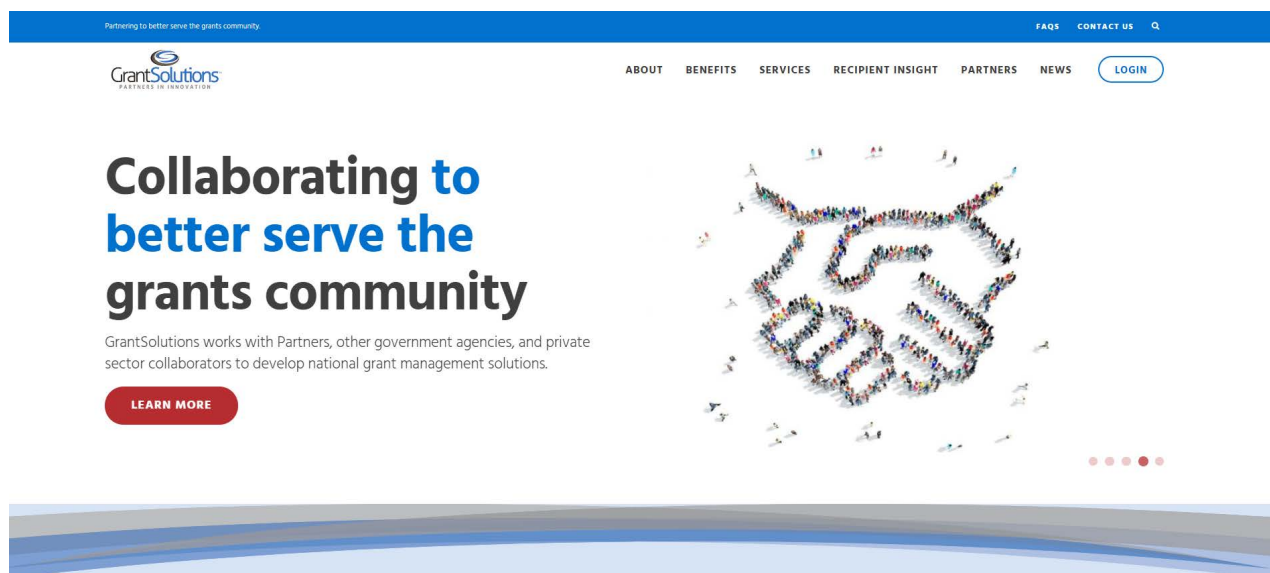 Partnering to better serve the grants community.
FAQS CONTACT US
GrantSolutions
PARTNERS IN INNOVATION
ABOUT BENEFITS SERVICES RECIPIENT INSIGHT PARTNERS NEWS LOGIN
Collaborating to
better serve the
grants community
GrantSolutions works with Partners, other government agencies, and private
sector collaborators to develop national grant management solutions.
LEARN MORE